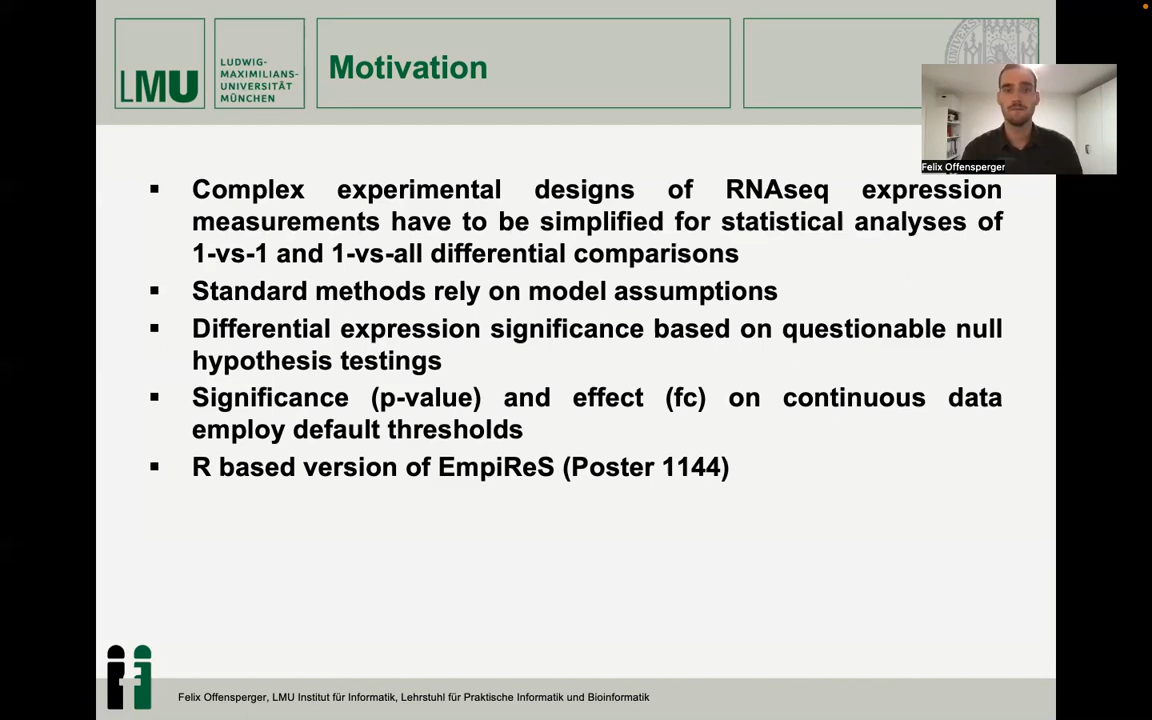 LMU
LUDWIG-
MAXIMILIANS-
UNIVERSITÄT
MÜNCHEN
Motivation
Felix Offensperger
▪ Complex experimental designs of RNAseq expression
measurements have to be simplified for statistical analyses of
1-vs-1 and 1-vs-all differential comparisons
▪ Standard methods rely on model assumptions
▪ Differential expression significance based on questionable null
hypothesis testings
▪ Significance (p-value) and effect (fc) on continuous data
employ default thresholds
▪ R based version of EmpiReS (Poster 1144)
Felix Offensperger, LMU Institut für Informatik, Lehrstuhl für Praktische Informatik und Bioinformatik